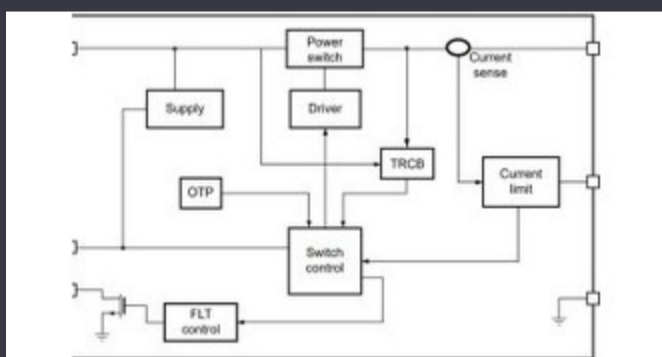 Power
switch
Current
sense
Supply
Driver
TRCB
OTP
Current
limit
Switch
control
FLT
control